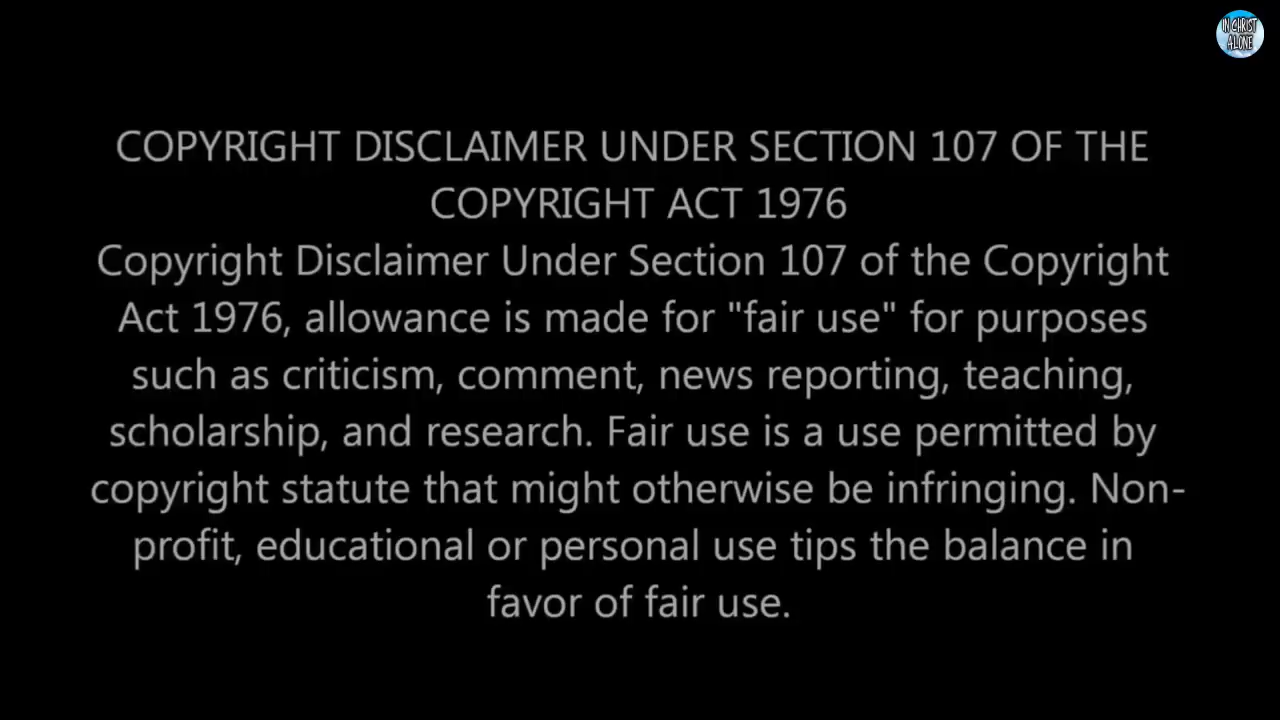 IN CHRIST
ALONE
COPYRIGHT DISCLAIMER UNDER SECTION 107 OF THE
COPYRIGHT ACT 1976
Copyright Disclaimer Under Section 107 of the Copyright
Act 1976, allowance is made for "fair use" for purposes
such as criticism, comment, news reporting, teaching,
scholarship, and research. Fair use is a use permitted by
copyright statute that might otherwise be infringing. Non-
profit, educational or personal use tips the balance in
favor of fair use.